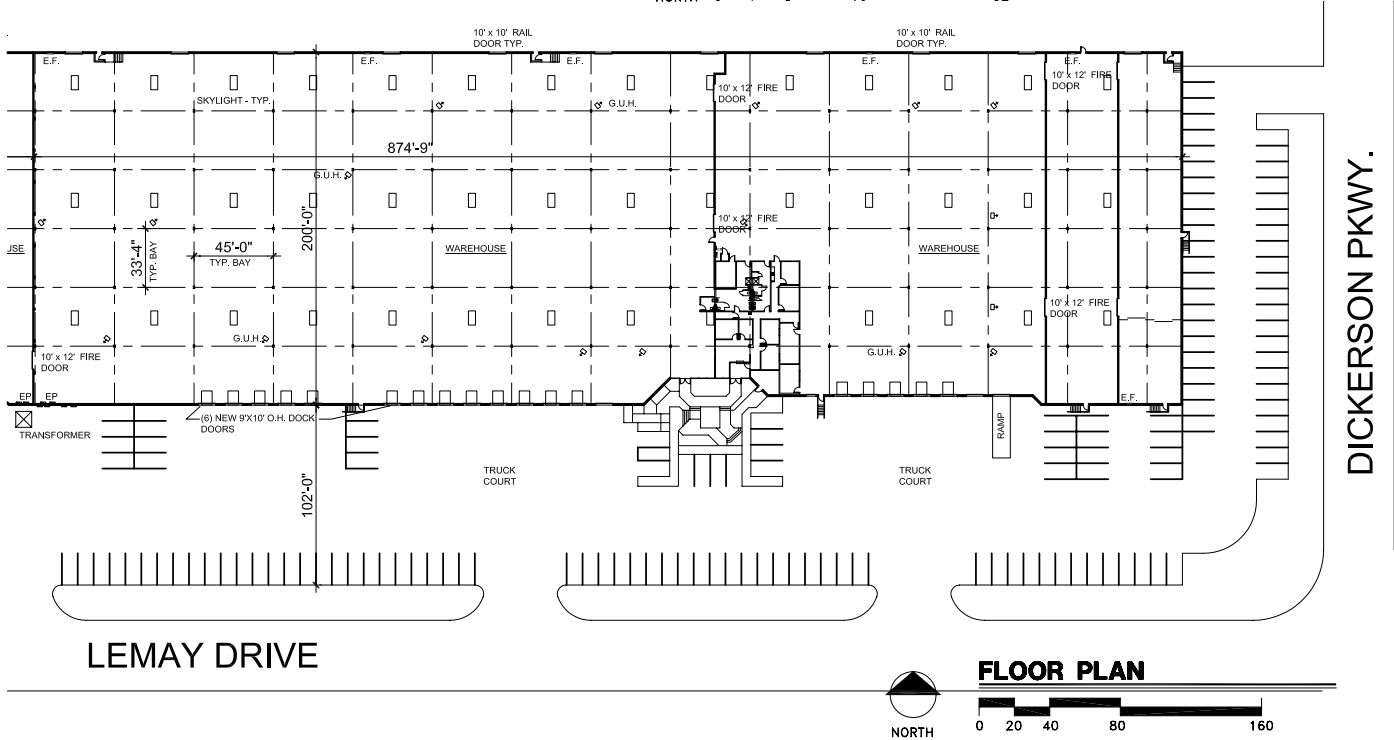 10' x 10' RAIL
DOOR TYP.
10' x 10' RAIL
DOOR TYP.
E.F.
E.F.
E.F.
E.F.
10' x 12' FIRE
DOOR
10' x 12' FIRE
DOOR
SKYLIGHT - TYP.
G.U.H.
874'-9"
G.U.H.
200'-0"
10' x 12' FIRE
DOOR
33'-4"
TYP. BAY
45'-0"
TYP. BAY
WAREHOUSE
WAREHOUSE
DICKERSON PKWY.
10' x 12' FIRE
DOOR
G.U.H.
G.U.H.
10' x 12' FIRE
DOOR
EP
EP
E.F.
(6) NEW 9'X10' O.H. DOCK
DOORS
TRANSFORMER
RAMP
TRUCK
COURT
TRUCK
COURT
102'-0"
LEMAY DRIVE
FLOOR PLAN
NORTH
0 20 40 80 160